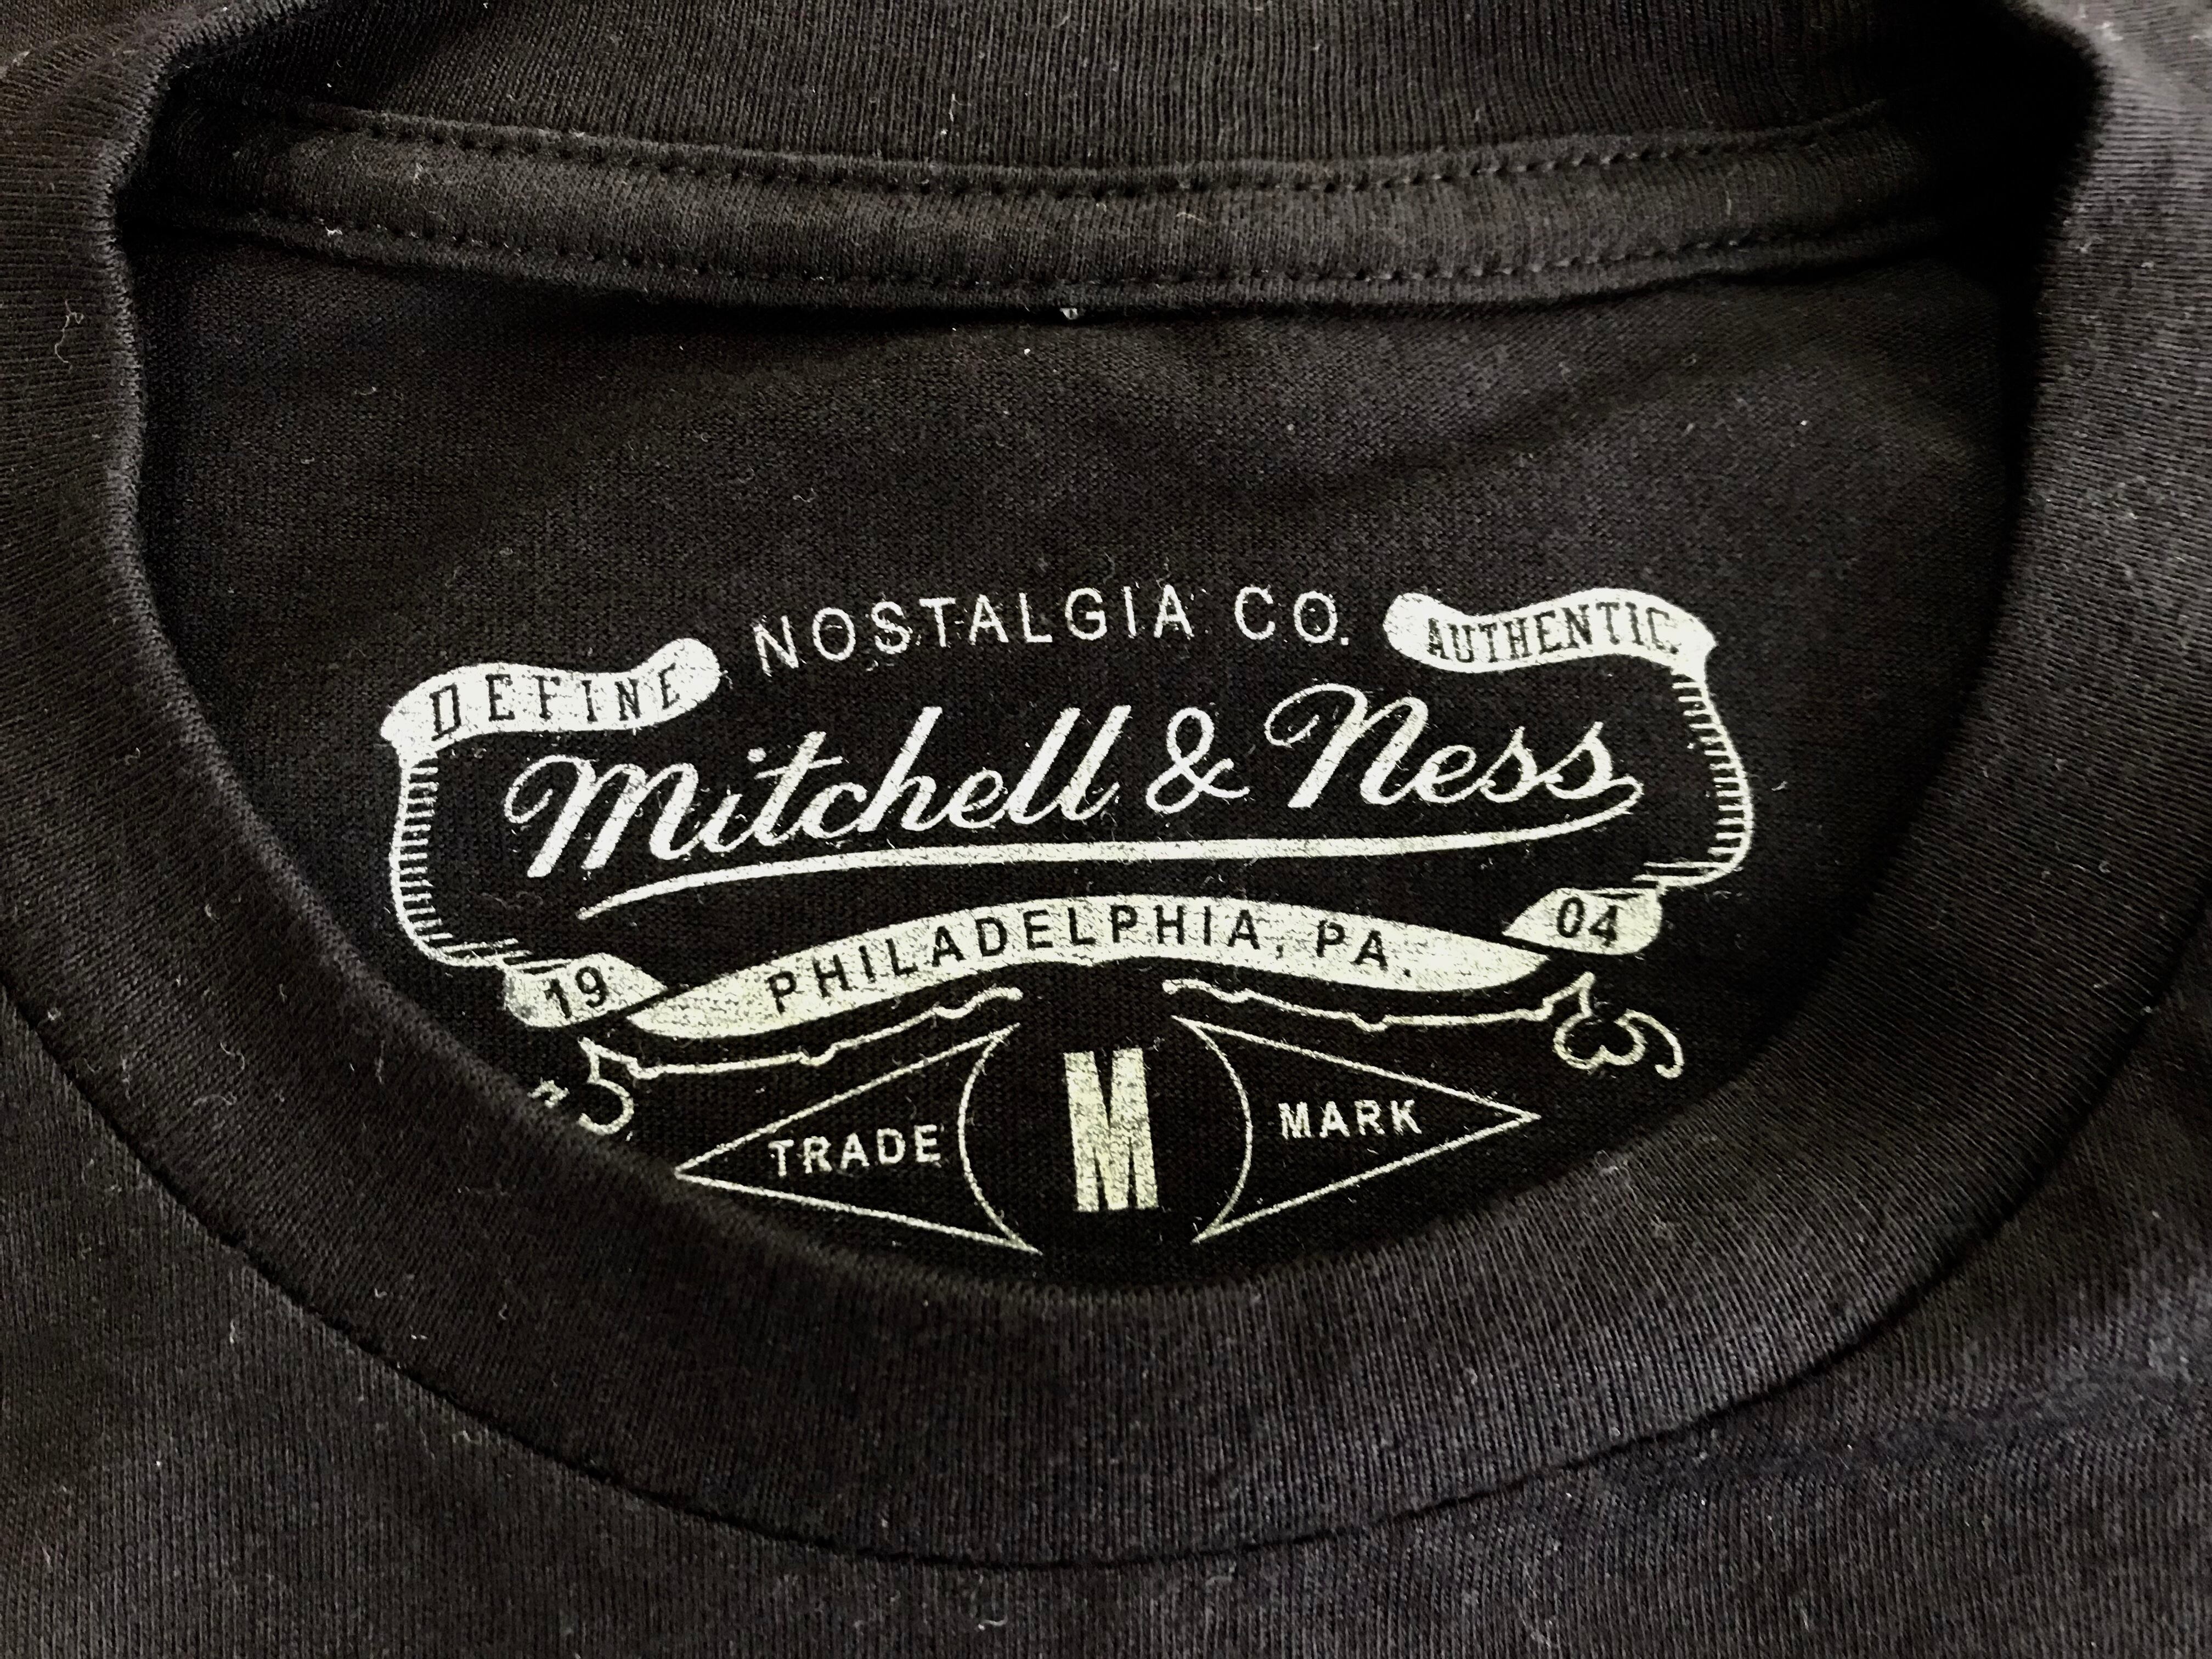 NOSTALGIA CO.
DEFINE AUTHENTIC
Mitchell & Ness
19 PHILADELPHIA, PA. 04
TRADE M MARK